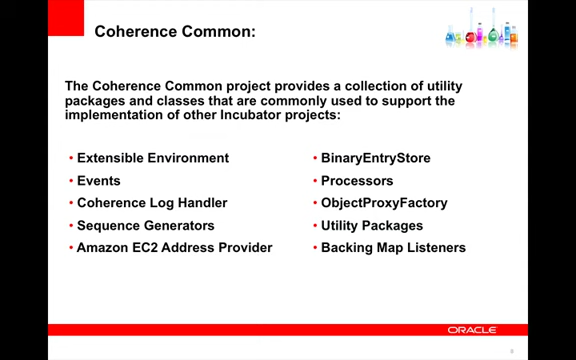 Coherence Common:
The Coherence Common project provides a collection of utility
packages and classes that are commonly used to support the
implementation of other Incubator projects:
• Extensible Environment
• Events
• Coherence Log Handler
• Sequence Generators
• Amazon EC2 Address Provider
• BinaryEntryStore
• Processors
• ObjectProxyFactory
• Utility Packages
• Backing Map Listeners
ORACLE
8